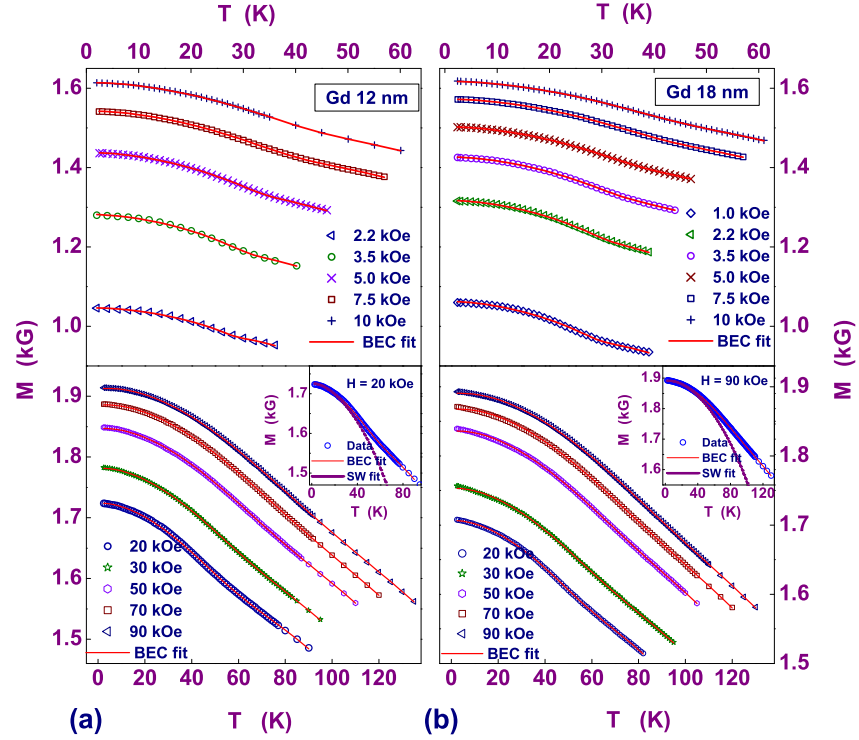 T (K)
T (K)
0 10 20 30 40 50 60
0 10 20 30 40 50 60
1.6
1.4
1.2
1.0
M (kG)
Gd 12 nm
2.2 kOe
3.5 kOe
5.0 kOe
7.5 kOe
10 kOe
BEC fit
Gd 18 nm
1.0 kOe
2.2 kOe
3.5 kOe
5.0 kOe
7.5 kOe
10 kOe
BEC fit
1.6
1.4
1.2
1.0
M (kG)
1.9
1.8
1.7
1.6
1.5
20 kOe
30 kOe
50 kOe
70 kOe
90 kOe
BEC fit
H = 20 kOe
1.7
1.6
1.5
M (kG)
Data
BEC fit
SW fit
0 40 80
T (K)
20 kOe
30 kOe
50 kOe
70 kOe
90 kOe
BEC fit
H = 90 kOe
1.9
1.8
1.7
1.6
M (kG)
Data
BEC fit
SW fit
0 40 80 120
T (K)
1.9
1.8
1.7
1.6
1.5
0 20 40 60 80 100 120
0 20 40 60 80 100 120
(a)
T (K)
(b)
T (K)